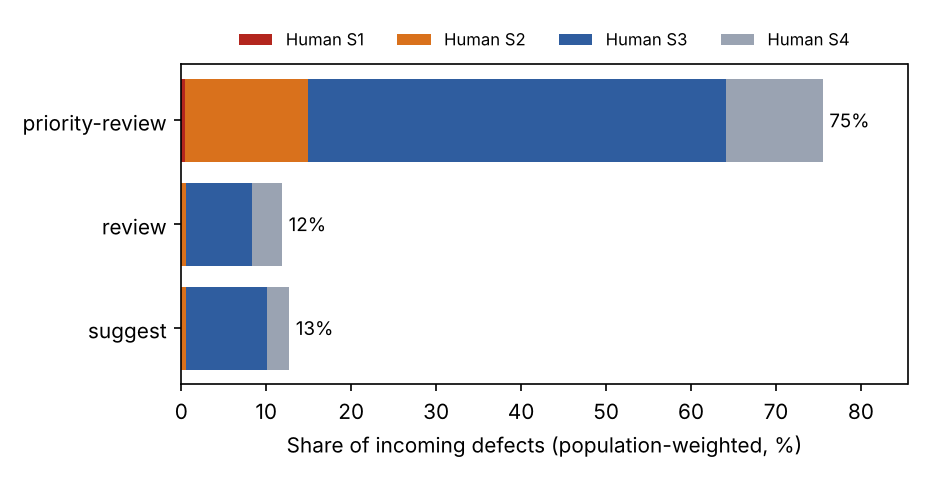 Human S1 Human S2 Human S3 Human S4
priority-review 75%
review 12%
suggest 13%
0 10 20 30 40 50 60 70 80
Share of incoming defects (population-weighted, %)